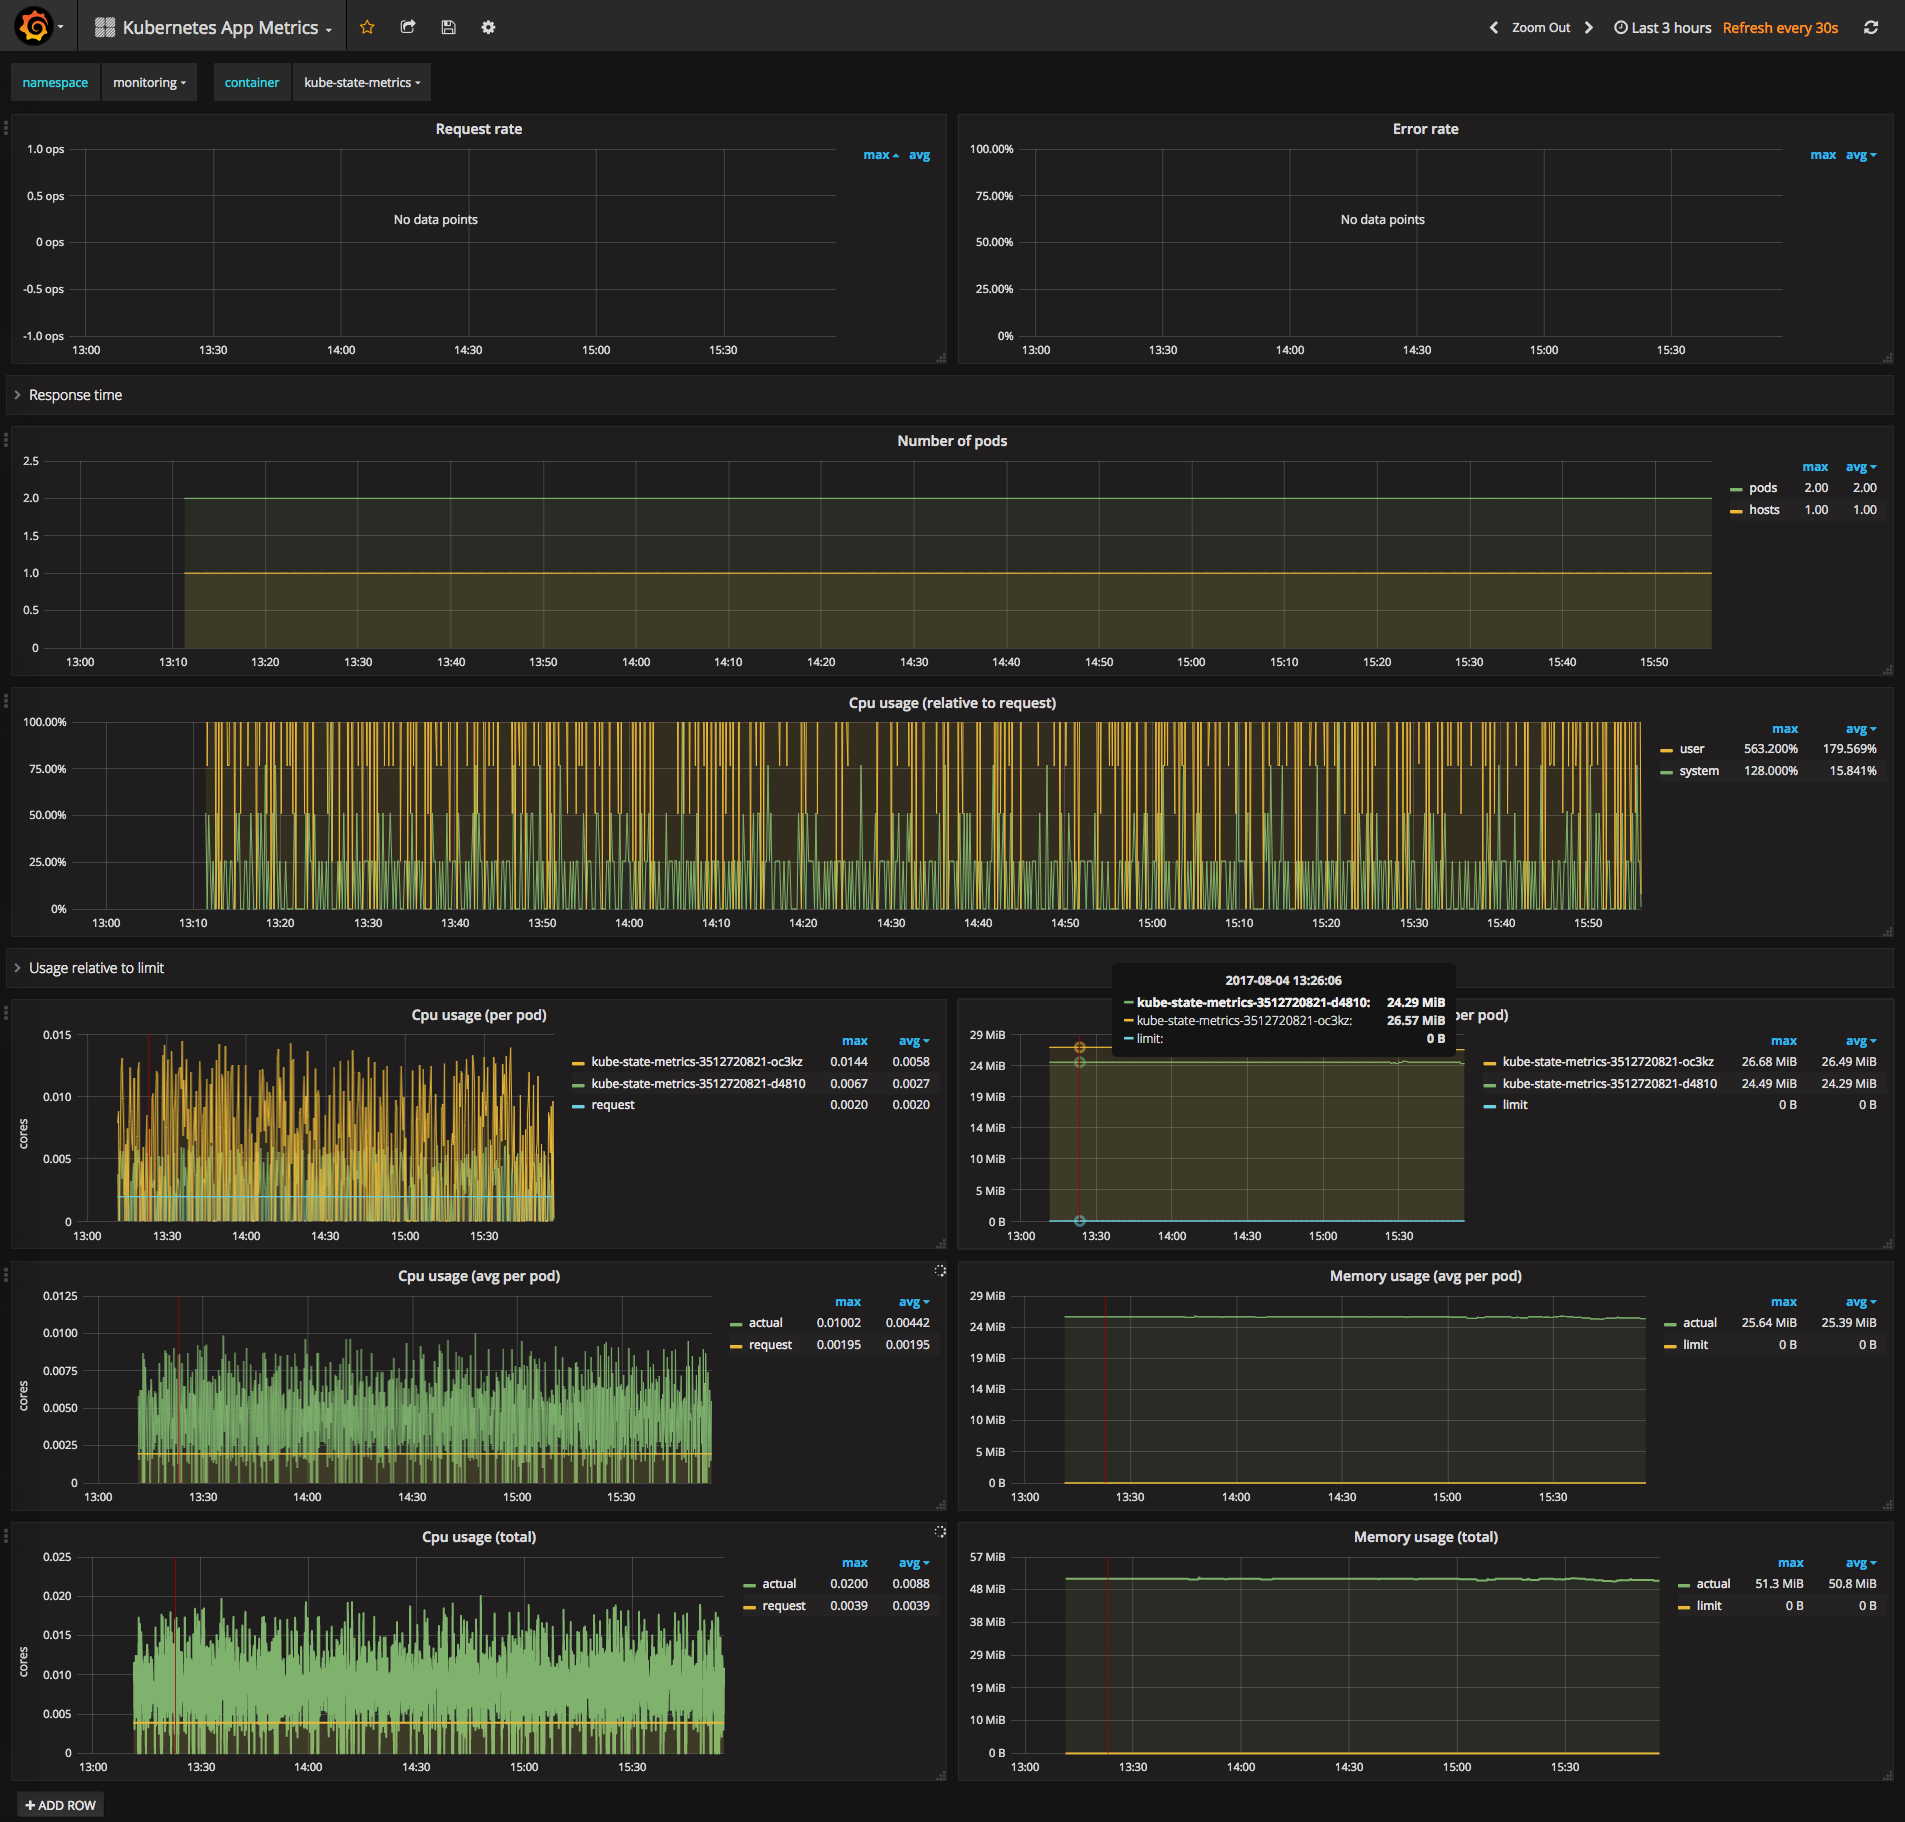 Kubernetes App Metrics
Zoom Out
Last 3 hours
Refresh every 30s
namespace
monitoring
container
kube-state-metrics
Request rate
1.0 ops
0.5 ops
0 ops
-0.5 ops
-1.0 ops
No data points
13:00 13:30 14:00 14:30 15:00 15:30
max avg
Error rate
100.00%
75.00%
50.00%
25.00%
0%
No data points
13:00 13:30 14:00 14:30 15:00 15:30
max avg
Response time
Number of pods
2.5
2.0
1.5
1.0
0.5
0
13:00 13:10 13:20 13:30 13:40 13:50 14:00 14:10 14:20 14:30 14:40 14:50 15:00 15:10 15:20 15:30 15:40 15:50
max avg
pods 2.00 2.00
hosts 1.00 1.00
Cpu usage (relative to request)
100.00%
75.00%
50.00%
25.00%
0%
13:00 13:10 13:20 13:30 13:40 13:50 14:00 14:10 14:20 14:30 14:40 14:50 15:00 15:10 15:20 15:30 15:40 15:50
max avg
user 563.200% 179.569%
system 128.000% 15.841%
Usage relative to limit
Cpu usage (per pod)
cores
0.015
0.010
0.005
0
13:00 13:30 14:00 14:30 15:00 15:30
max avg
kube-state-metrics-3512720821-oc3kz 0.0144 0.0058
kube-state-metrics-3512720821-d4810 0.0067 0.0027
request 0.0020 0.0020
2017-08-04 13:26:06
kube-state-metrics-3512720821-d4810: 24.29 MiB
kube-state-metrics-3512720821-oc3kz: 26.57 MiB
limit: 0 B
per pod)
29 MiB
24 MiB
19 MiB
14 MiB
10 MiB
5 MiB
0 B
13:00 13:30 14:00 14:30 15:00 15:30
max avg
kube-state-metrics-3512720821-oc3kz 26.68 MiB 26.49 MiB
kube-state-metrics-3512720821-d4810 24.49 MiB 24.29 MiB
limit 0 B 0 B
Cpu usage (avg per pod)
cores
0.0125
0.0100
0.0075
0.0050
0.0025
0
13:00 13:30 14:00 14:30 15:00 15:30
max avg
actual 0.01002 0.00442
request 0.00195 0.00195
Memory usage (avg per pod)
29 MiB
24 MiB
19 MiB
14 MiB
10 MiB
5 MiB
0 B
13:00 13:30 14:00 14:30 15:00 15:30
max avg
actual 25.64 MiB 25.39 MiB
limit 0 B 0 B
Cpu usage (total)
cores
0.025
0.020
0.015
0.010
0.005
0
13:00 13:30 14:00 14:30 15:00 15:30
max avg
actual 0.0200 0.0088
request 0.0039 0.0039
Memory usage (total)
57 MiB
48 MiB
38 MiB
29 MiB
19 MiB
10 MiB
0 B
13:00 13:30 14:00 14:30 15:00 15:30
max avg
actual 51.3 MiB 50.8 MiB
limit 0 B 0 B
+ ADD ROW